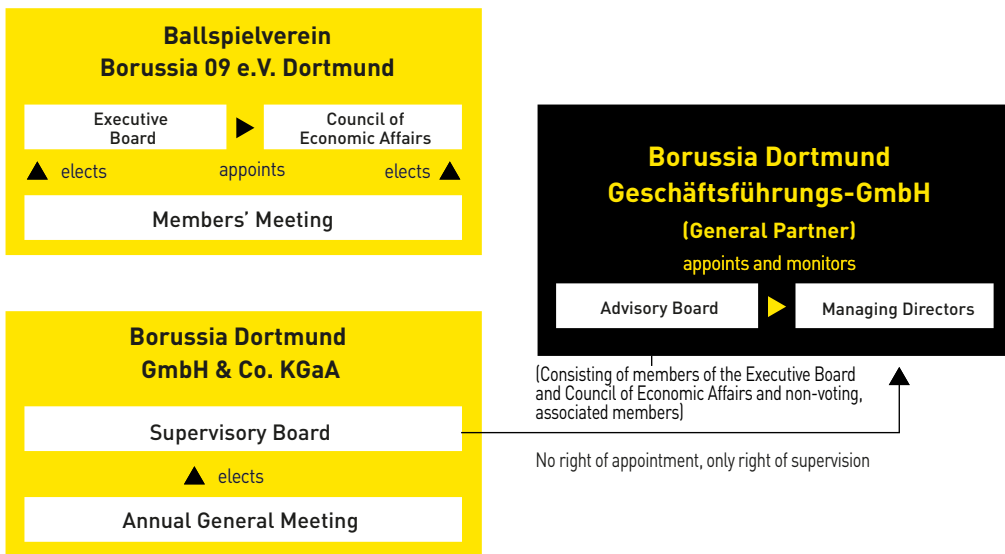 Ballspielverein
Borussia 09 e.V. Dortmund
Executive
Board
Council of
Economic Affairs
elects
appoints
elects
Members’ Meeting
Borussia Dortmund
GmbH & Co. KGaA
Supervisory Board
elects
Annual General Meeting
Borussia Dortmund
Geschäftsführungs-GmbH
(General Partner)
appoints and monitors
Advisory Board
Managing Directors
(Consisting of members of the Executive Board
and Council of Economic Affairs and non-voting,
associated members)
No right of appointment, only right of supervision